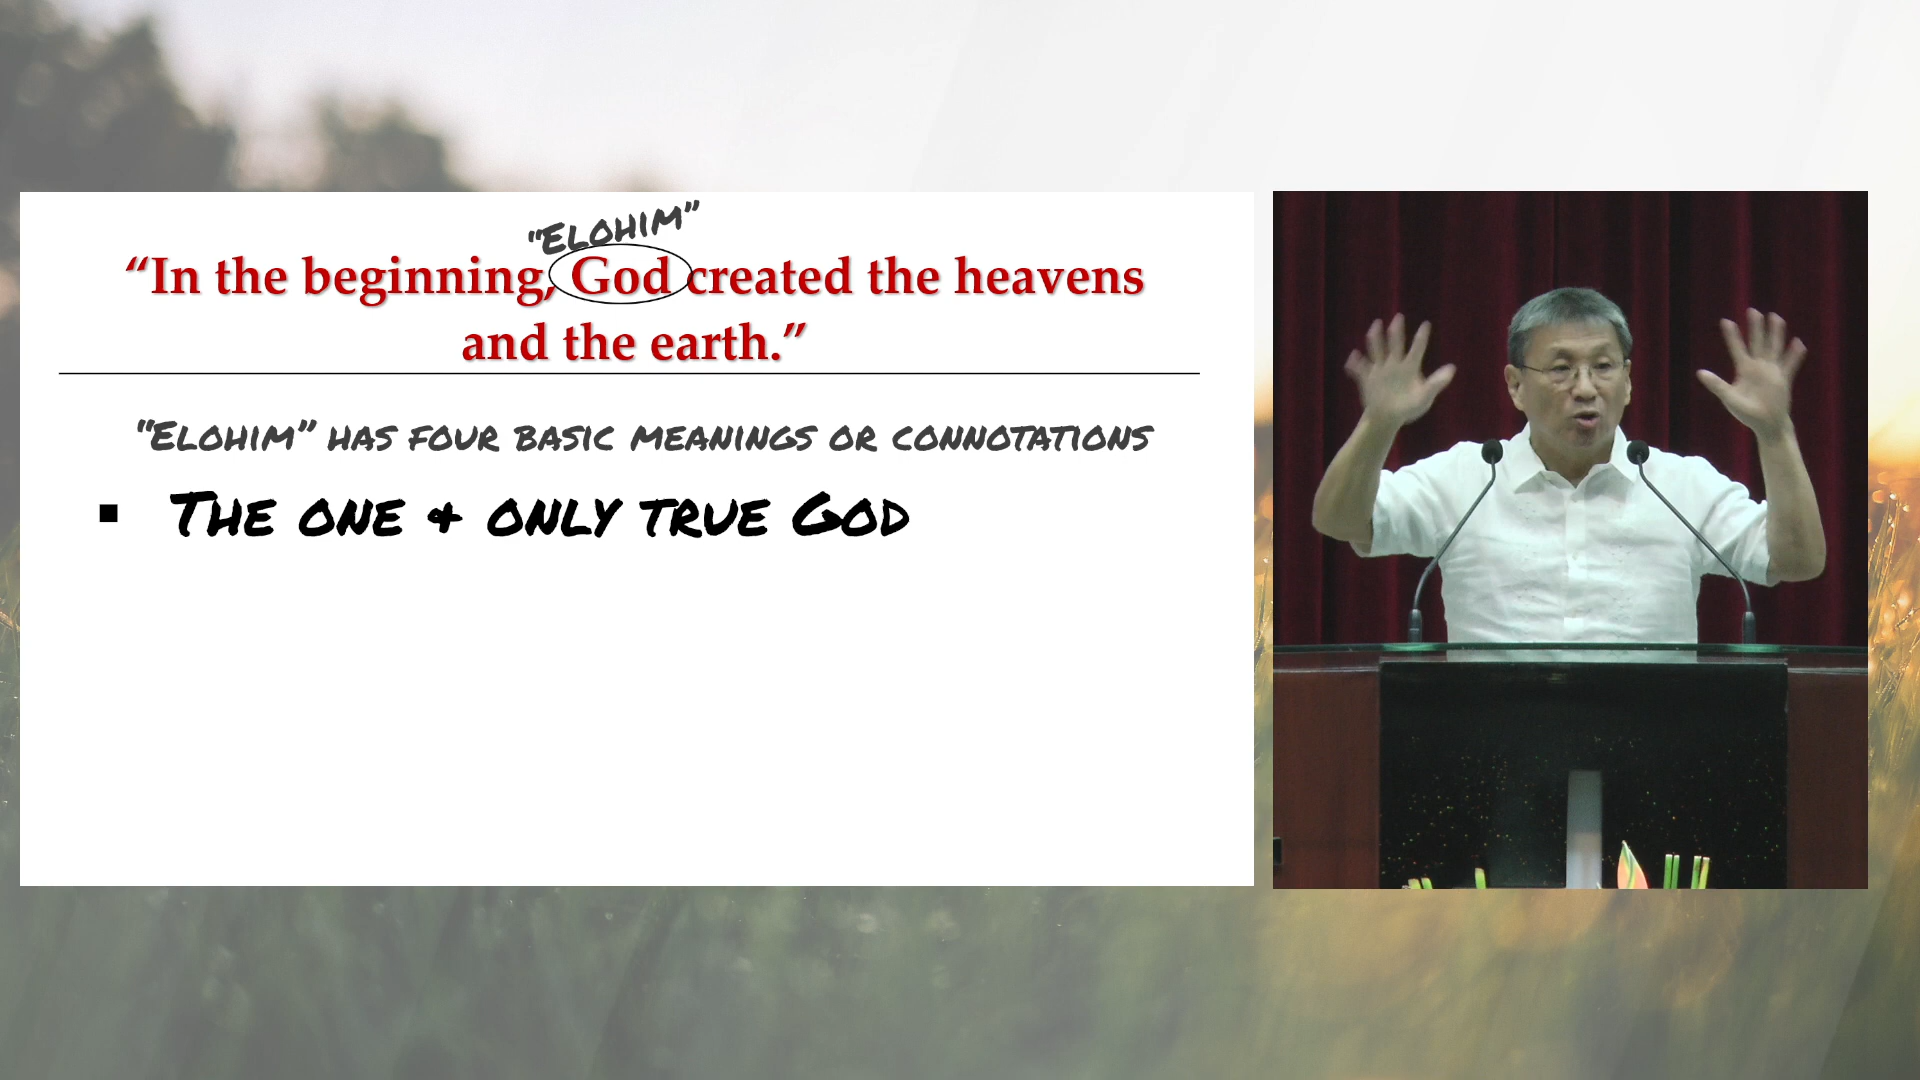 “Elohim”
“In the beginning, God created the heavens
and the earth.”
“Elohim” has four basic meanings or connotations
▪ The one & only true God